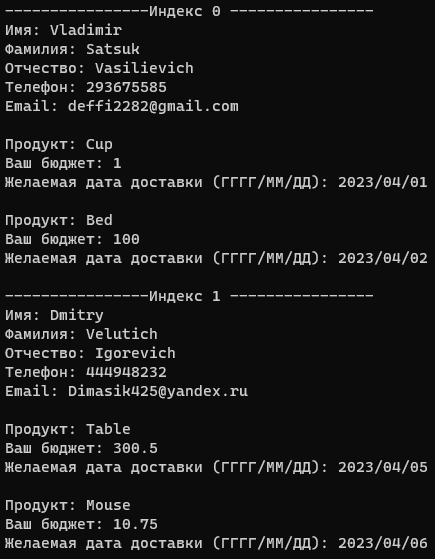 ----------------Индекс 0 ----------------
Имя: Vladimir
Фамилия: Satsuk
Отчество: Vasilievich
Телефон: 293675585
Email: deffi2282@gmail.com
Продукт: Cup
Ваш бюджет: 1
Желаемая дата доставки (ГГГГ/ММ/ДД): 2023/04/01
Продукт: Bed
Ваш бюджет: 100
Желаемая дата доставки (ГГГГ/ММ/ДД): 2023/04/02
----------------Индекс 1 ----------------
Имя: Dmitry
Фамилия: Velutich
Отчество: Igorevich
Телефон: 444948232
Email: Dimasik425@yandex.ru
Продукт: Table
Ваш бюджет: 300.5
Желаемая дата доставки (ГГГГ/ММ/ДД): 2023/04/05
Продукт: Mouse
Ваш бюджет: 10.75
Желаемая дата доставки (ГГГГ/ММ/ДД): 2023/04/06